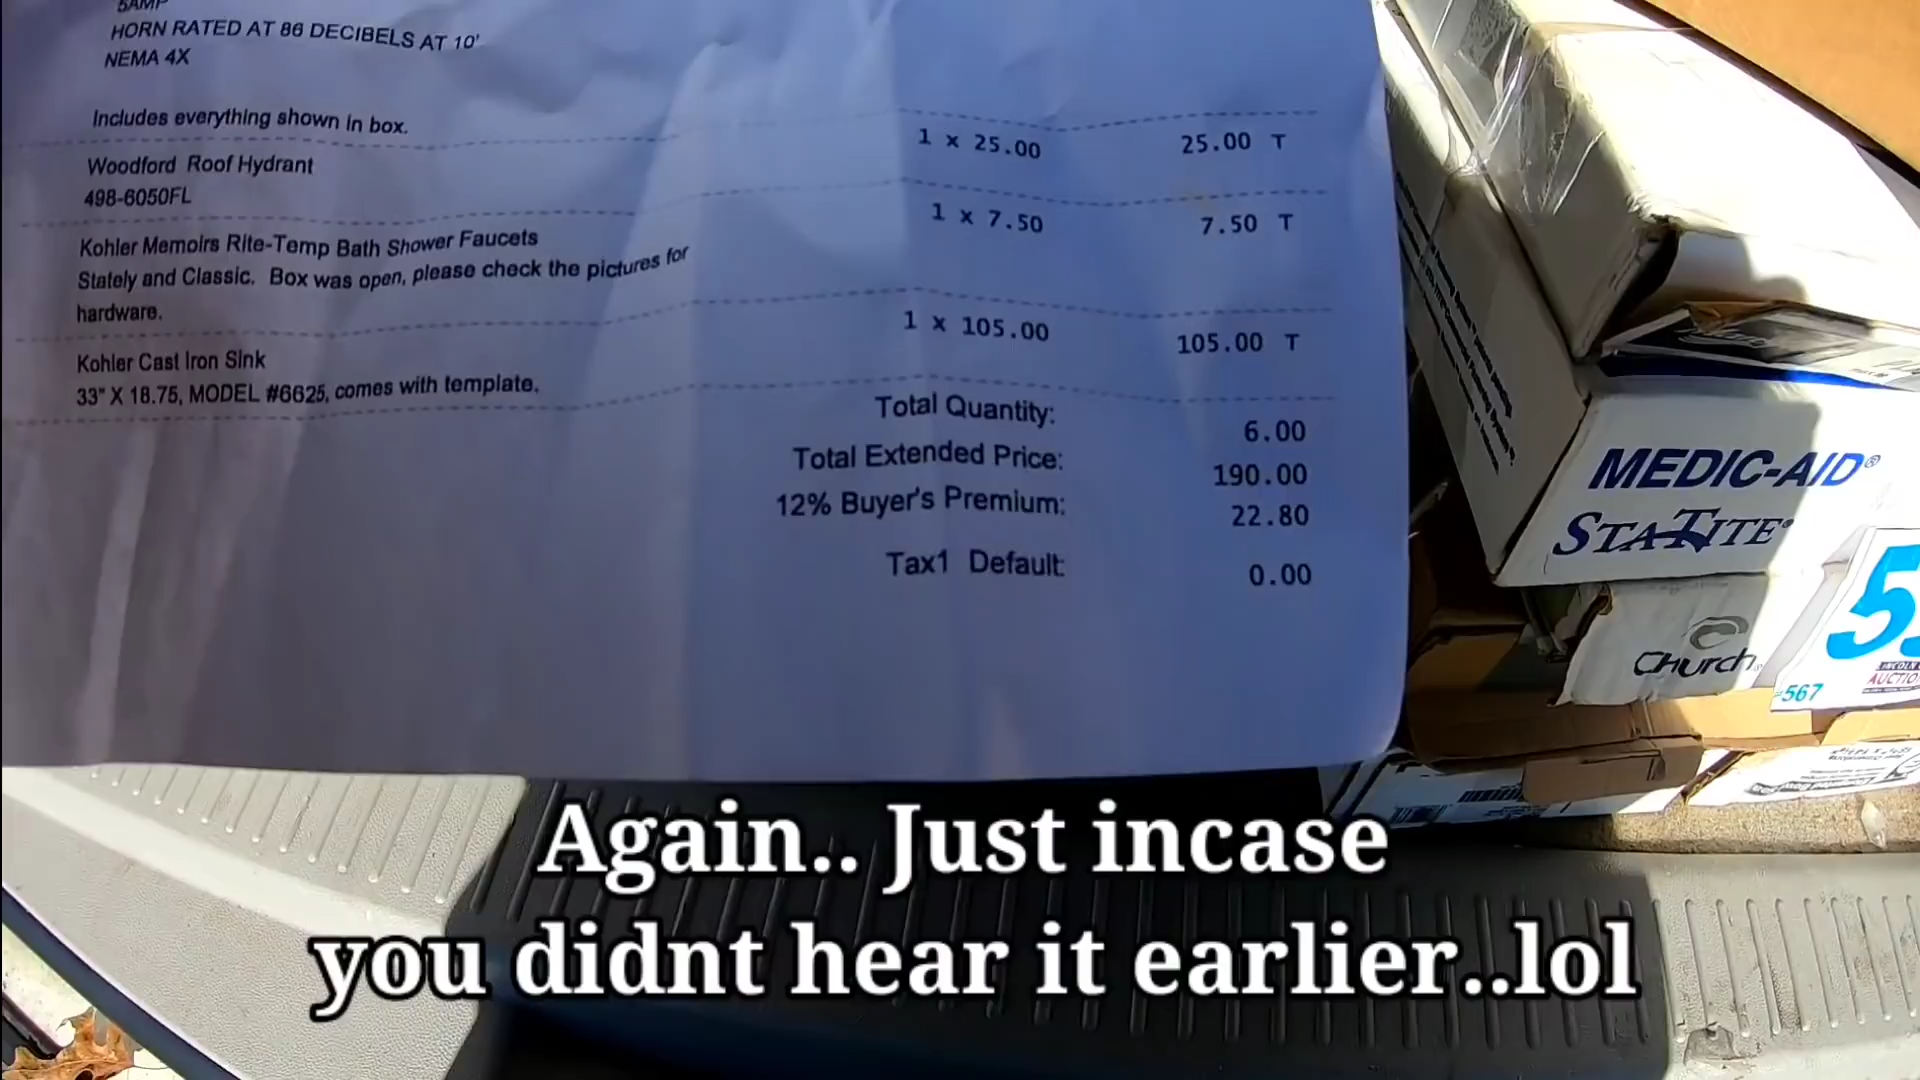 5AMP
HORN RATED AT 86 DECIBELS AT 10'
NEMA 4X
Includes everything shown in box.
1 x 25.00 25.00 T
Woodford Roof Hydrant
498-6050FL
1 x 7.50 7.50 T
Kohler Memoirs Rite-Temp Bath Shower Faucets
Stately and Classic. Box was open, please check the pictures for
hardware.
1 x 105.00 105.00 T
Kohler Cast Iron Sink
33" X 18.75, MODEL #6625, comes with template.
Total Quantity: 6.00
Total Extended Price: 190.00
12% Buyer's Premium: 22.80
Tax1 Default: 0.00
MEDIC-AID®
STATITE®
CHurch®
55
LINCOLN
AUCTIO
567
Again.. Just incase
you didnt hear it earlier..lol